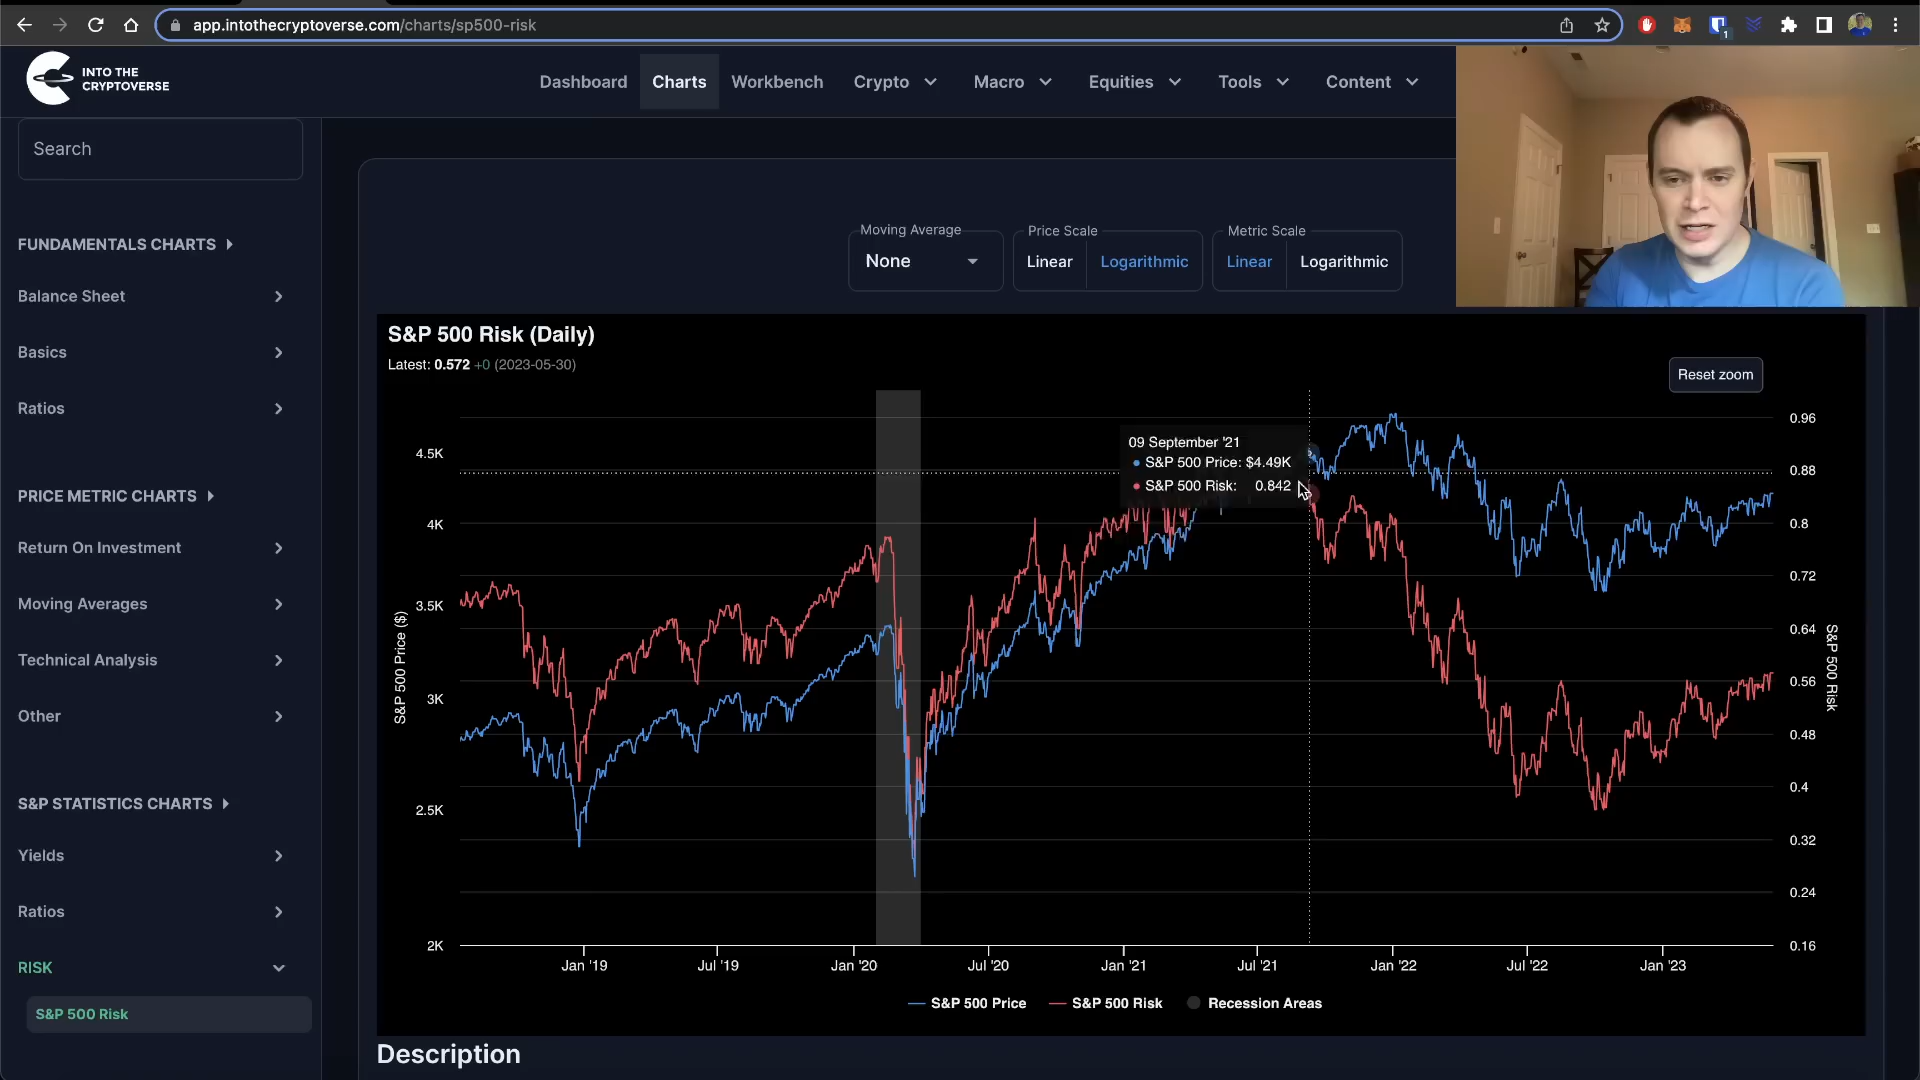 app.intothecryptoverse.com/charts/sp500-risk
1
INTO THE
CRYPTOVERSE
Dashboard
Charts
Workbench
Crypto
Macro
Equities
Tools
Content
Search
FUNDAMENTALS CHARTS
Balance Sheet
Basics
Ratios
PRICE METRIC CHARTS
Return On Investment
Moving Averages
Technical Analysis
Other
S&P STATISTICS CHARTS
Yields
Ratios
RISK
S&P 500 Risk
Moving Average
None
Price Scale
Linear
Logarithmic
Metric Scale
Linear
Logarithmic
S&P 500 Risk (Daily)
Latest: 0.572 +0 (2023-05-30)
Reset zoom
09 September '21
S&P 500 Price: $4.49K
S&P 500 Risk: 0.842
4.5K
4K
3.5K
3K
2.5K
2K
S&P 500 Price ($)
0.96
0.88
0.8
0.72
0.64
0.56
0.48
0.4
0.32
0.24
0.16
S&P 500 Risk
Jan '19
Jul '19
Jan '20
Jul '20
Jan '21
Jul '21
Jan '22
Jul '22
Jan '23
S&P 500 Price
S&P 500 Risk
Recession Areas
Description